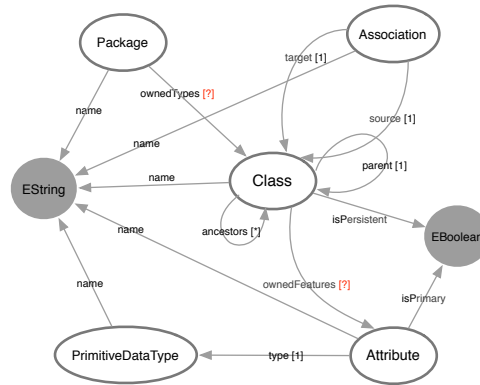 Association
Package
target [1]
ownedTypes [?]
name
source [1]
name
parent [1]
name
Class
EString
isPersistent
name
ancestors [*]
EBoolean
ownedFeatures [?]
name
isPrimary
PrimitiveDataType
type [1]
Attribute